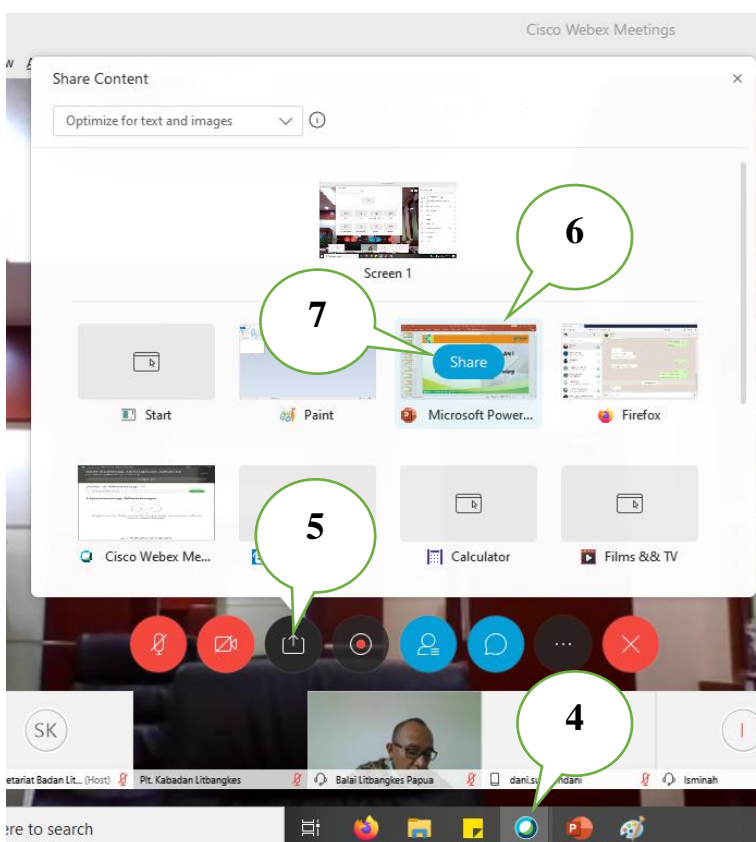 Cisco Webex Meetings
w
Share Content
Optimize for text and images
6
Screen 1
7
Share
Start
Paint
Microsoft Power...
Firefox
5
Cisco Webex Me...
Calculator
Films && TV
SK
4
I
etariat Badan Lit... (Host)
Plt. Kabadan Litbangkes
Balai Litbangkes Papua
dani.su
ndani
Isminah
ere to search